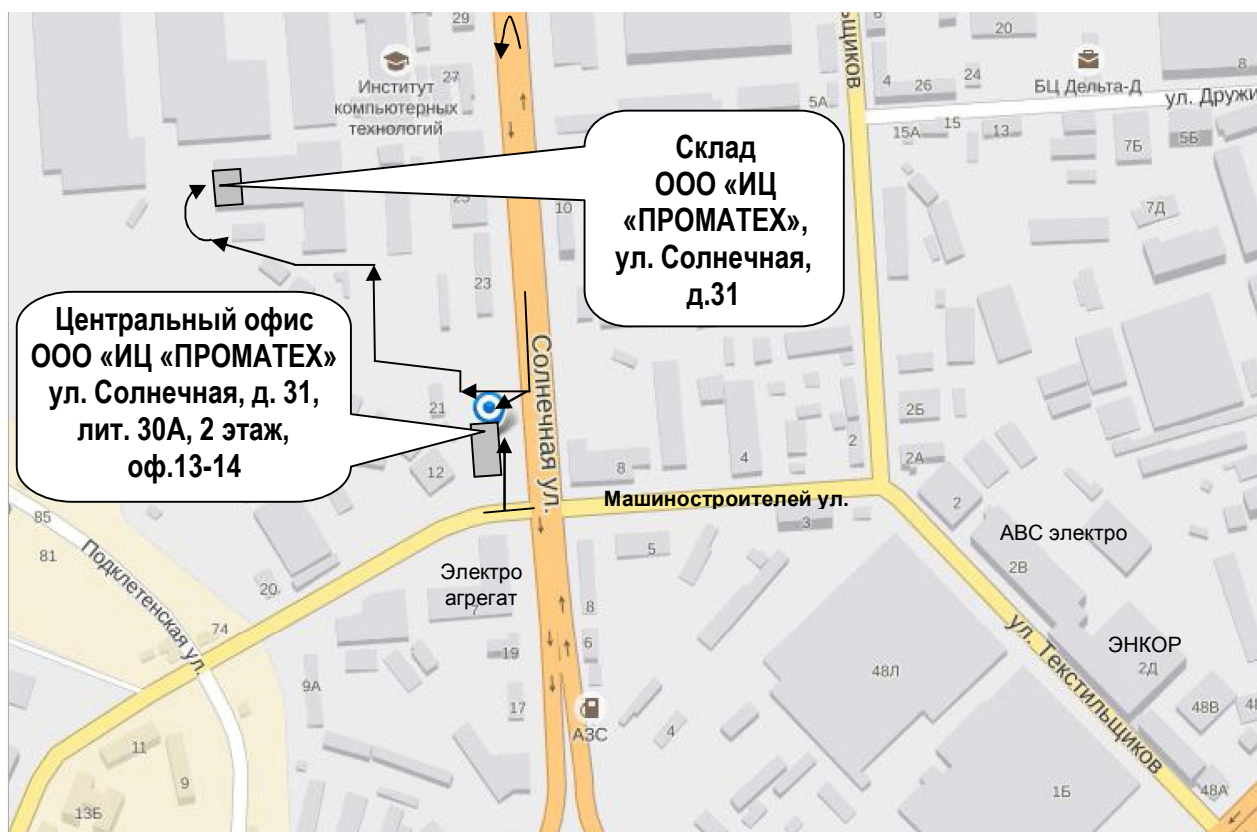 29
Институт
компьютерных
технологий
27
25
23
10
Склад
ООО «ИЦ
«ПРОМАТЕХ»,
ул. Солнечная,
д.31
Центральный офис
ООО «ИЦ «ПРОМАТЕХ»
ул. Солнечная, д. 31,
лит. 30А, 2 этаж,
оф.13-14
21
12
Солнечная ул.
Машиностроителей ул.
ьщиков
6
4
26
24
20
БЦ Дельта-Д
8
ул. Дружи
5А
15А
15
13
7Б
5Б
7Д
2Б
2А
2
4
8
2
3
5
АВС электро
2В
ЭНКОР
2Д
ул. Текстильщиков
48Л
48В
48А
1Б
85
81
Подклетенская ул.
20
74
Электро
агрегат
7
8
6
19
9А
17
АЗС
4
11
9
13Б